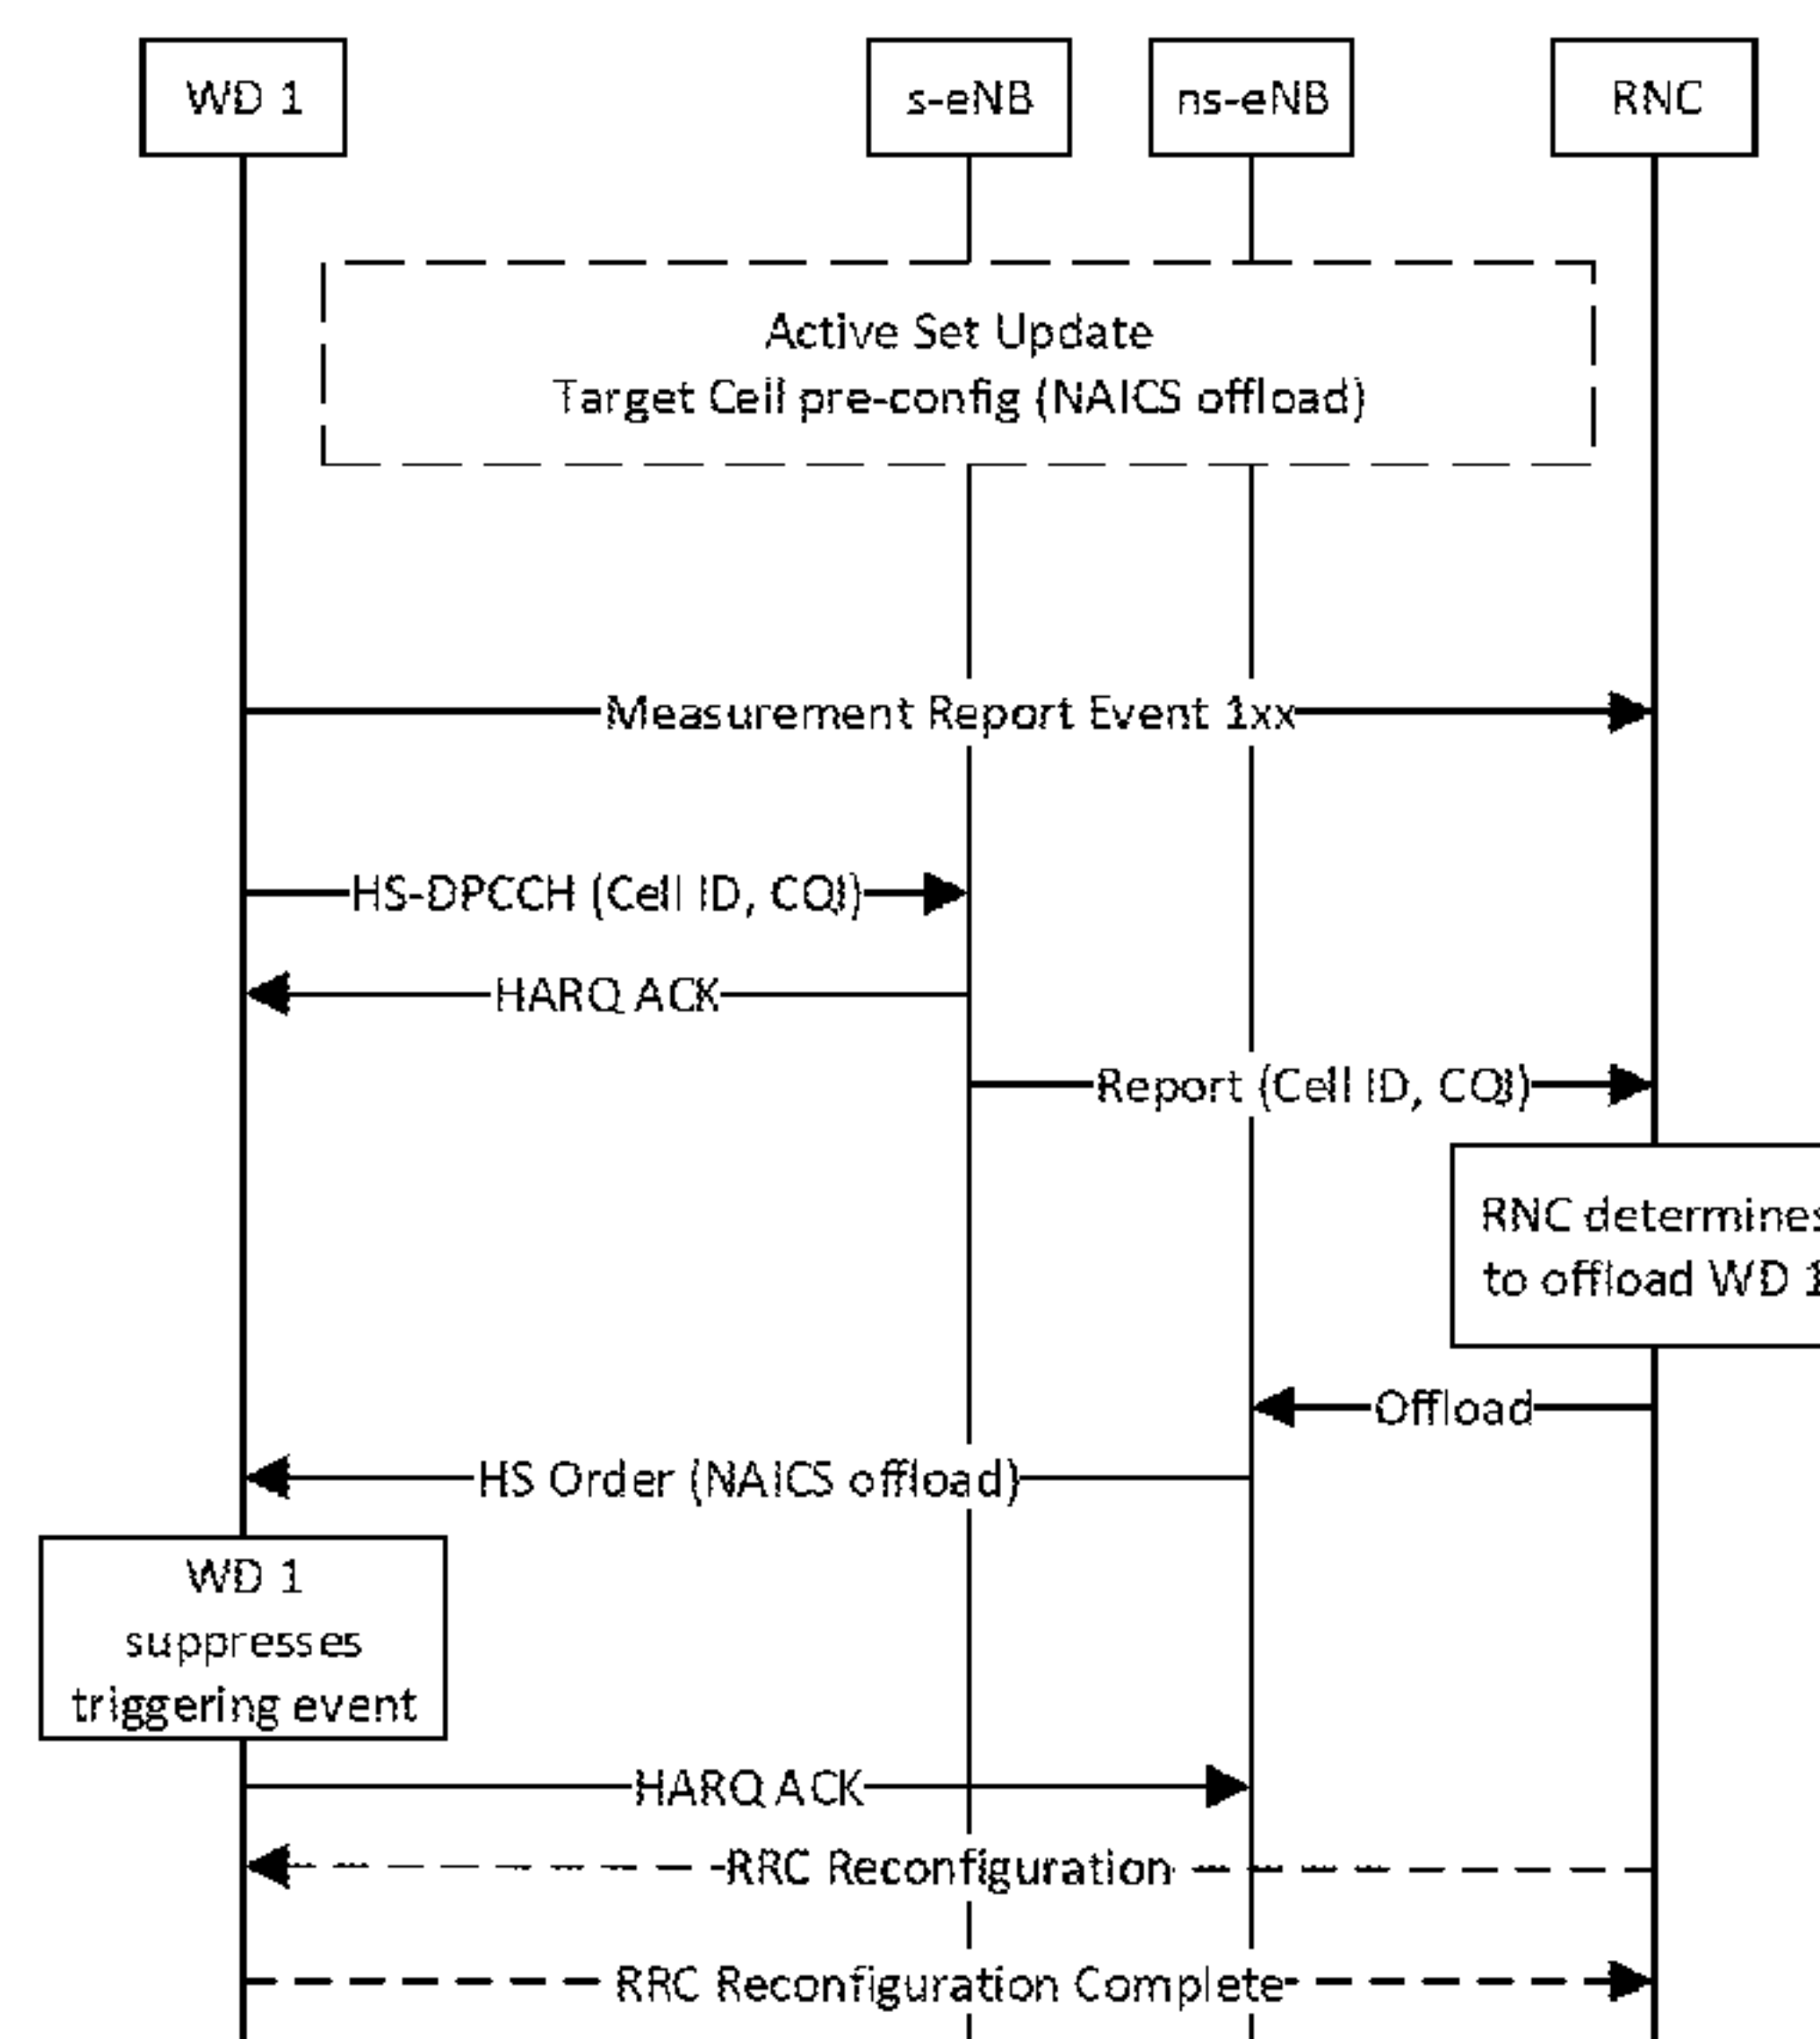 WD 1
s-eNB
ns-eNB
RNC
Active Set Update
Target Cell pre-config (NAICS offload)
Measurement Report Event 1xx
HS-DPCCH (Cell ID, CQI)
HARQ ACK
Report (Cell ID, CQI)
RNC determines
to offload WD 1
Offload
HS Order (NAICS offload)
WD 1
suppresses
triggering event
HARQ ACK
RRC Reconfiguration
RRC Reconfiguration Complete